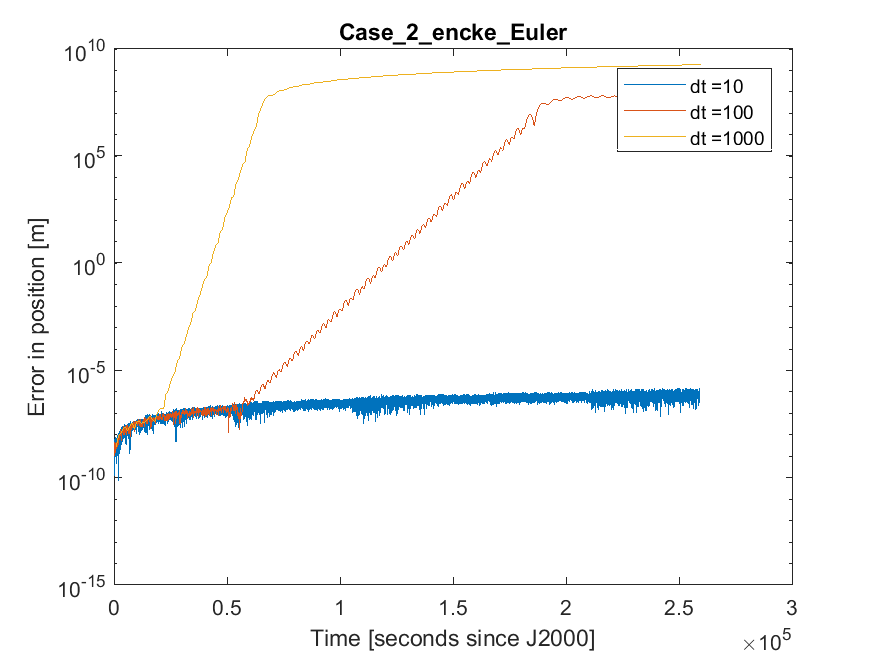 Case_2_encke_Euler
Error in position [m]
10^10
10^5
10^0
10^-5
10^-10
10^-15
dt =10
dt =100
dt =1000
0 0.5 1 1.5 2 2.5 3
Time [seconds since J2000]
×10^5